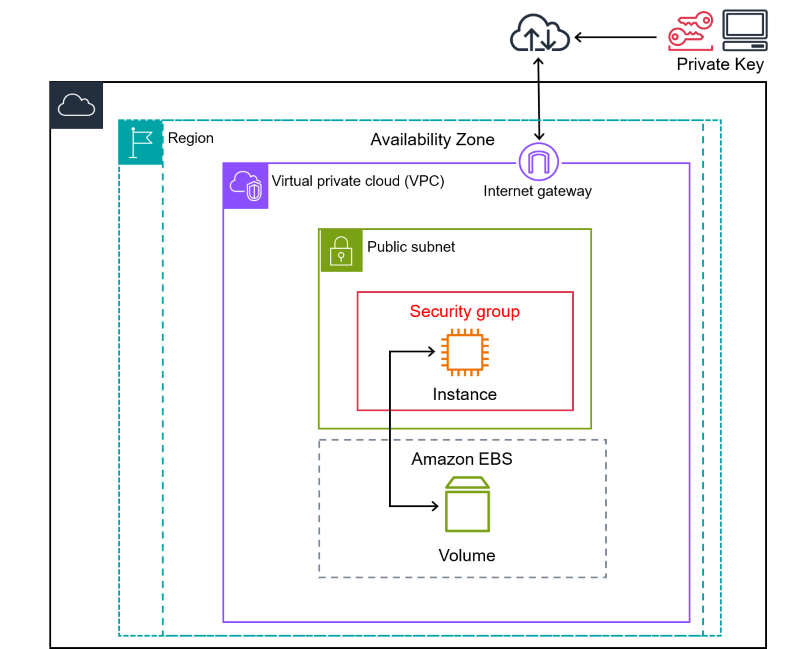 Private Key
Region
Availability Zone
Virtual private cloud (VPC)
Internet gateway
Public subnet
Security group
Instance
Amazon EBS
Volume